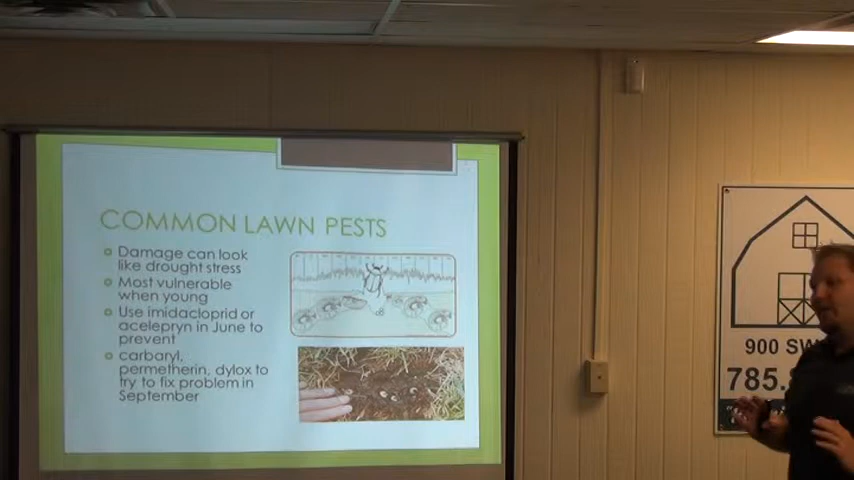 COMMON LAWN PESTS
Damage can look
like drought stress
Most vulnerable
when young
Use imidacloprid or
acelepryn in June to
prevent
carbaryl,
permetherin, dylox to
try to fix problem in
September
900 SW
785.